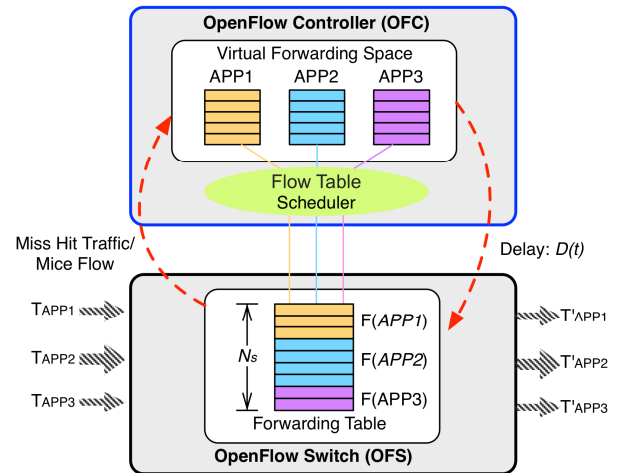 OpenFlow Controller (OFC)
Virtual Forwarding Space
APP1 APP2 APP3
Flow Table
Scheduler
Miss Hit Traffic/
Mice Flow
Delay: D(t)
TAPP1
TAPP2
TAPP3
Ns
F(APP1)
F(APP2)
F(APP3)
Forwarding Table
T'APP1
T'APP2
T'APP3
OpenFlow Switch (OFS)